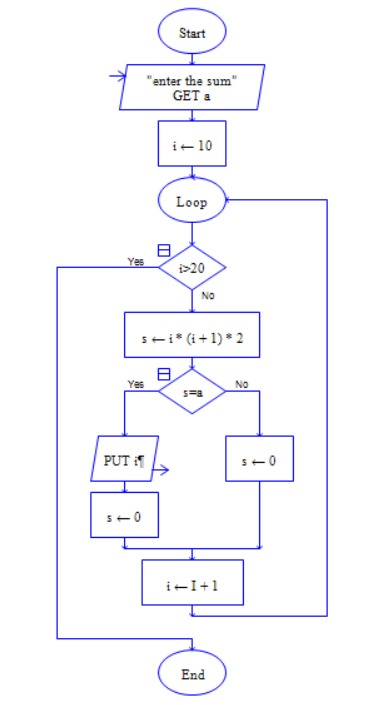 Start
"enter the sum"
GET a
i ← 10
Loop
Yes
i>20
No
s ← i * (i + 1) * 2
Yes
No
s=a
PUT i¶
s ← 0
s ← 0
i ← I + 1
End